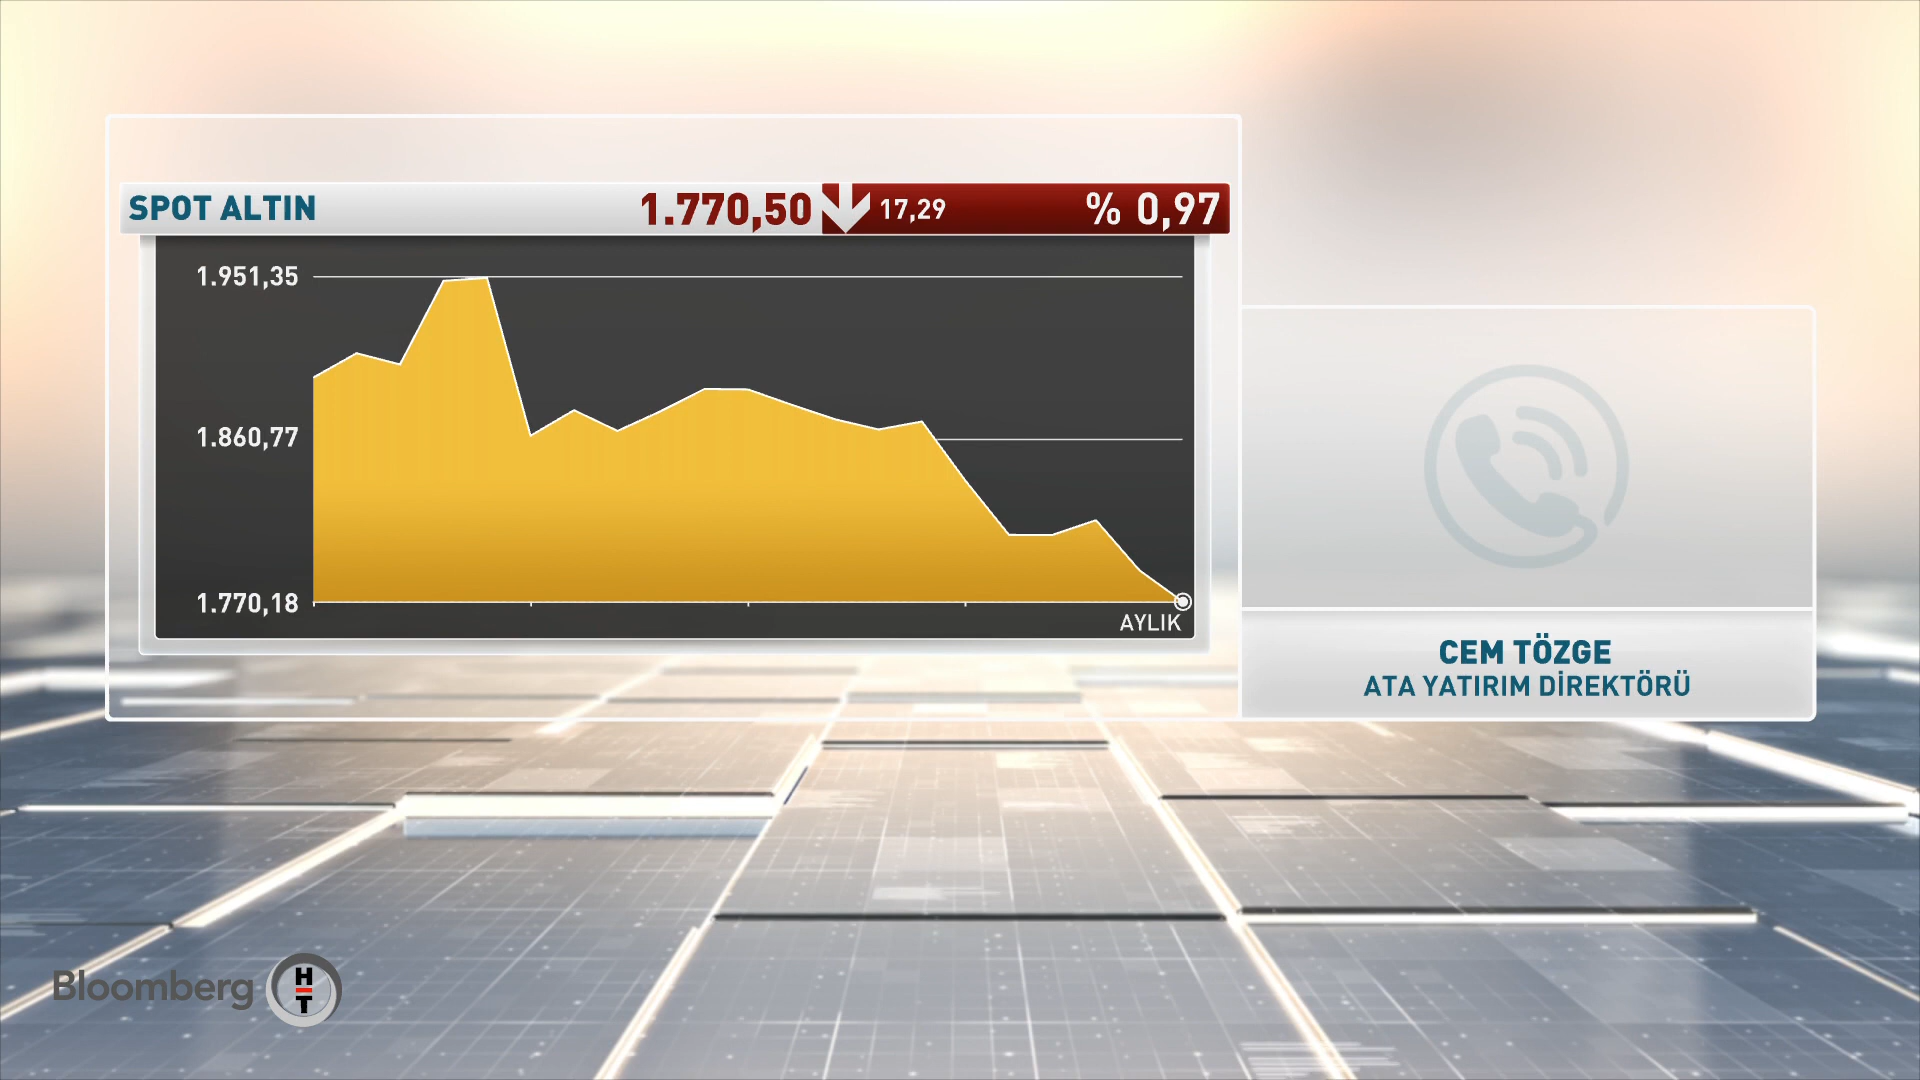 SPOT ALTIN 1.770,50 17,29 % 0,97
1.951,35
1.860,77
1.770,18
AYLIK
CEM TÖZGE
ATA YATIRIM DİREKTÖRÜ
Bloomberg HT